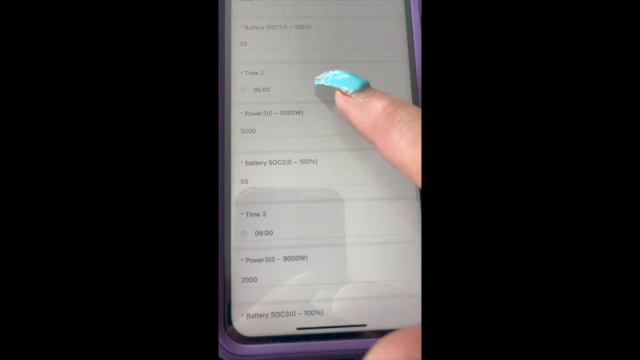 * Battery SOC1(0 ~ 100%)
25
* Time 2
05:00
* Power2(0 ~ 9000W)
3000
* Battery SOC2(0 ~ 100%)
50
* Time 3
09:00
* Power3(0 ~ 9000W)
2000
* Battery SOC3(0 ~ 100%)